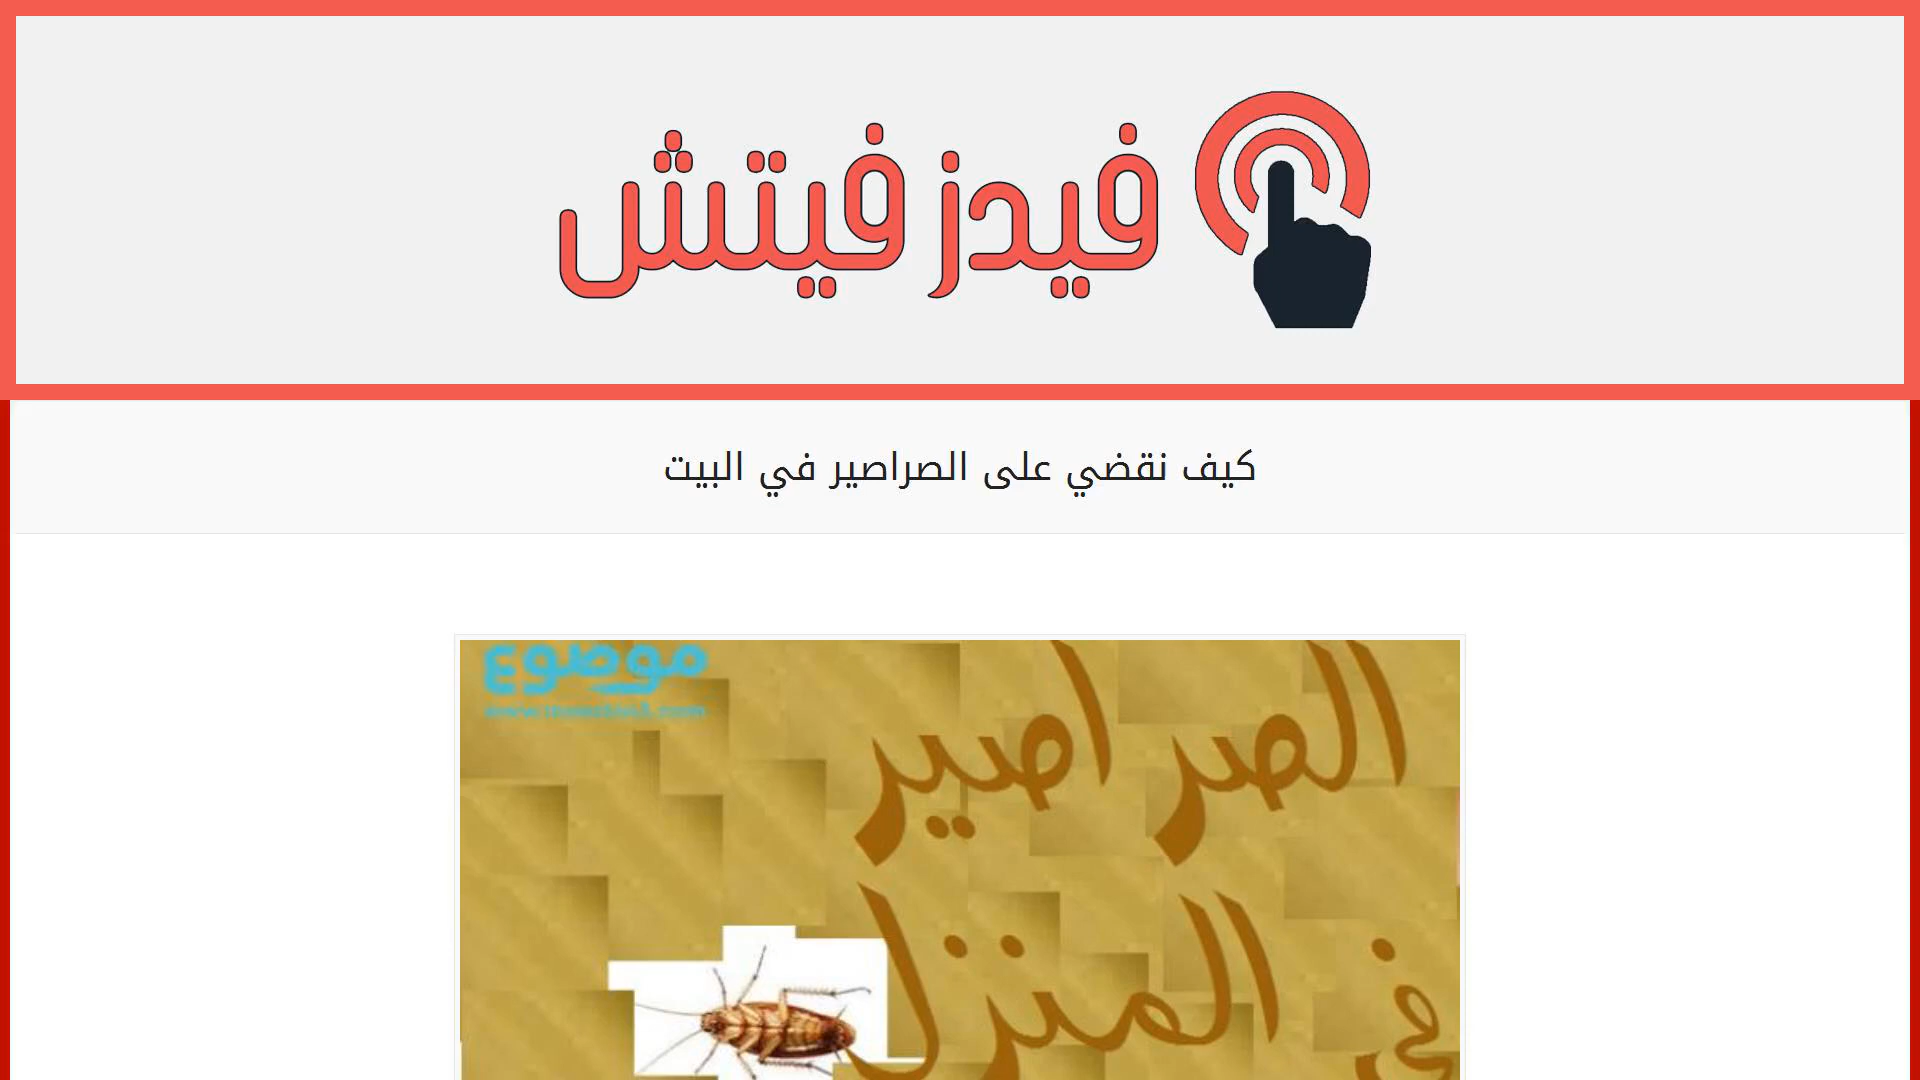 فيدز فيتش
كيف نقضي على الصراصير في البيت
موضوع
الصراصير
في المنزل